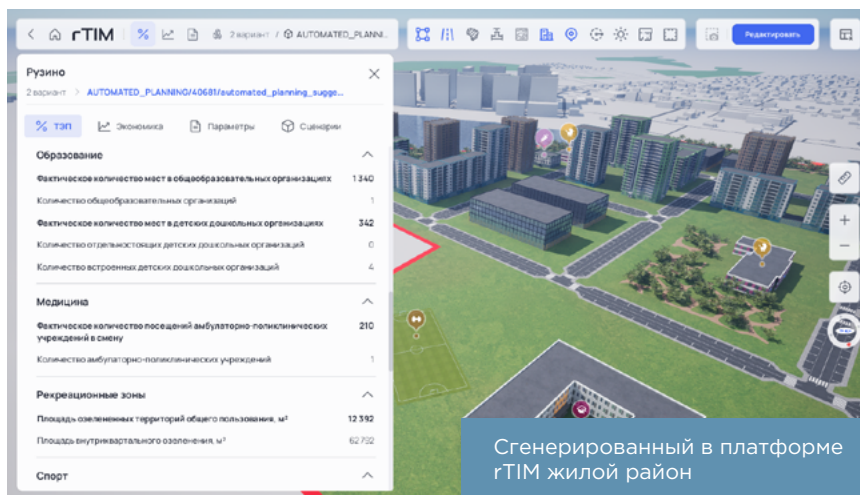 rTIM
2 вариант / AUTOMATED_PLANNI...
Редактировать
Рузино
2 вариант > AUTOMATED_PLANNING/40681/automated_planning_sugge...
ТЭП Экономика Параметры Сценарии
Образование
Фактическое количество мест в общеобразовательных организациях 1 340
Количество общеобразовательных организаций 1
Фактическое количество мест в детских дошкольных организациях 342
Количество отдельностоящих детских дошкольных организаций 0
Количество встроенных детских дошкольных организаций 4
Медицина
Фактическое количество посещений амбулаторно-поликлинических 210
учреждений в смену
Количество амбулаторно-поликлинических учреждений 1
Рекреационные зоны
Площадь озелененных территорий общего пользования, м² 12 392
Площадь внутриквартального озеленения, м² 62 792
Спорт
Сгенерированный в платформе
rTIM жилой район